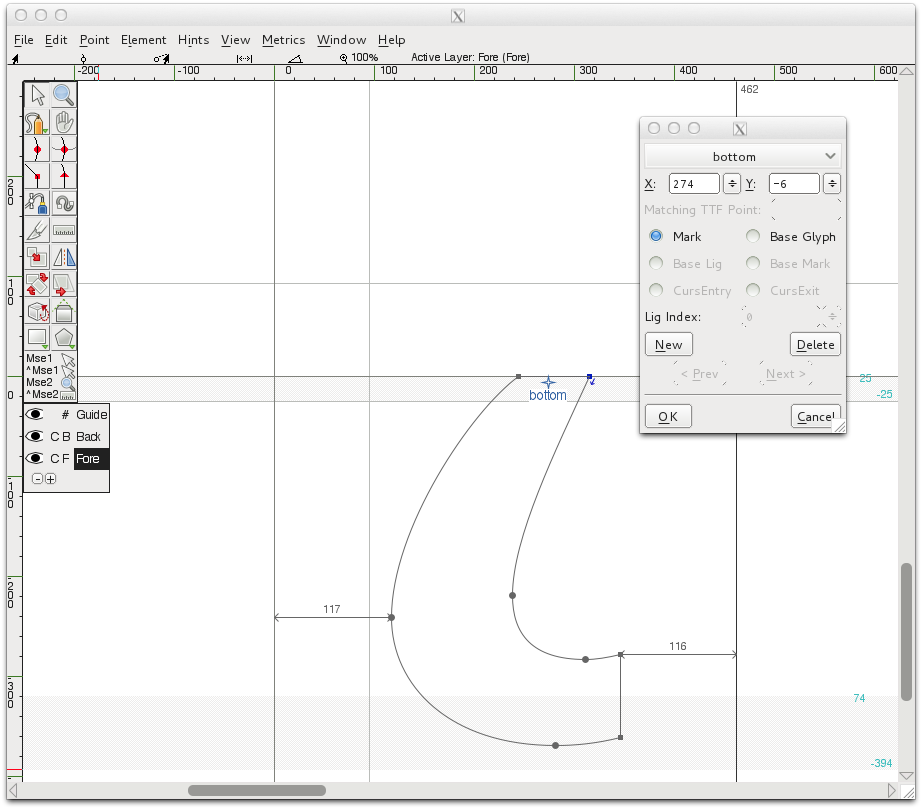 File Edit Point Element Hints View Metrics Window Help
100% Active Layer: Fore (Fore)
-200 -100 0 100 200 300 400 500 600
462
bottom
X: 274 Y: -6
Matching TTF Point:
Mark Base Glyph
Base Lig Base Mark
CursEntry CursExit
Lig Index: 0
New Delete
< Prev Next >
OK Cancel
200
100
0
-100
-200
-300
Mse1
^Mse1
Mse2
^Mse2
# Guide
C B Back
C F Fore
bottom
25
-25
117
116
74
-394